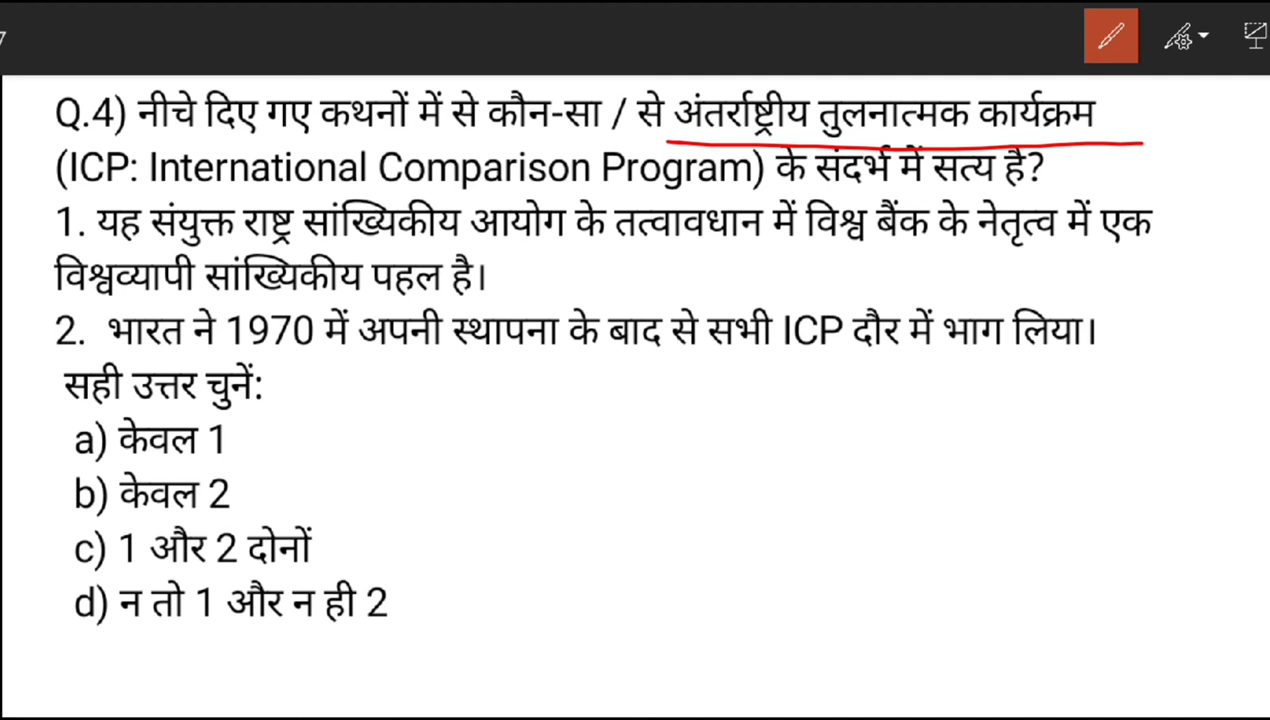 Q.4) नीचे दिए गए कथनों में से कौन-सा / से अंतर्राष्ट्रीय तुलनात्मक कार्यक्रम
(ICP: International Comparison Program) के संदर्भ में सत्य है?
1. यह संयुक्त राष्ट्र सांख्यिकीय आयोग के तत्वावधान में विश्व बैंक के नेतृत्व में एक
विश्वव्यापी सांख्यिकीय पहल है।
2. भारत ने 1970 में अपनी स्थापना के बाद से सभी ICP दौर में भाग लिया।
सही उत्तर चुनें:
a) केवल 1
b) केवल 2
c) 1 और 2 दोनों
d) न तो 1 और न ही 2